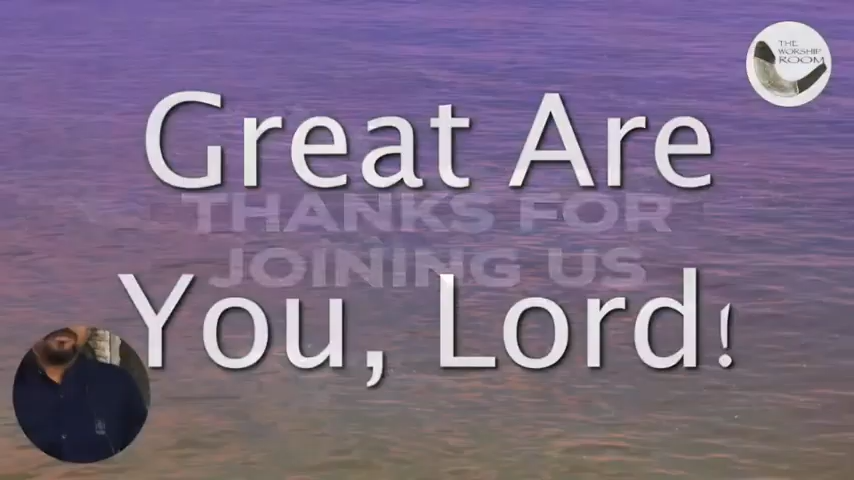 THE
WORSHIP
ROOM
Great Are
THANKS FOR
JOINING US
You, Lord!